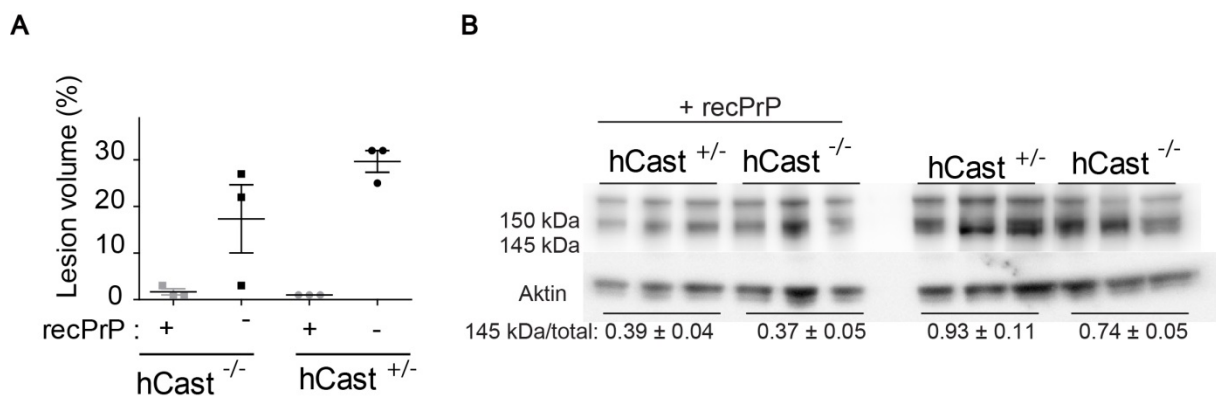 A
Lesion volume (%)
30
20
10
0
recPrP : + - + -
hCast -/- hCast +/-
B
+ recPrP
hCast +/- hCast -/- hCast +/- hCast -/-
150 kDa
145 kDa
Aktin
145 kDa/total: 0.39 ± 0.04 0.37 ± 0.05 0.93 ± 0.11 0.74 ± 0.05